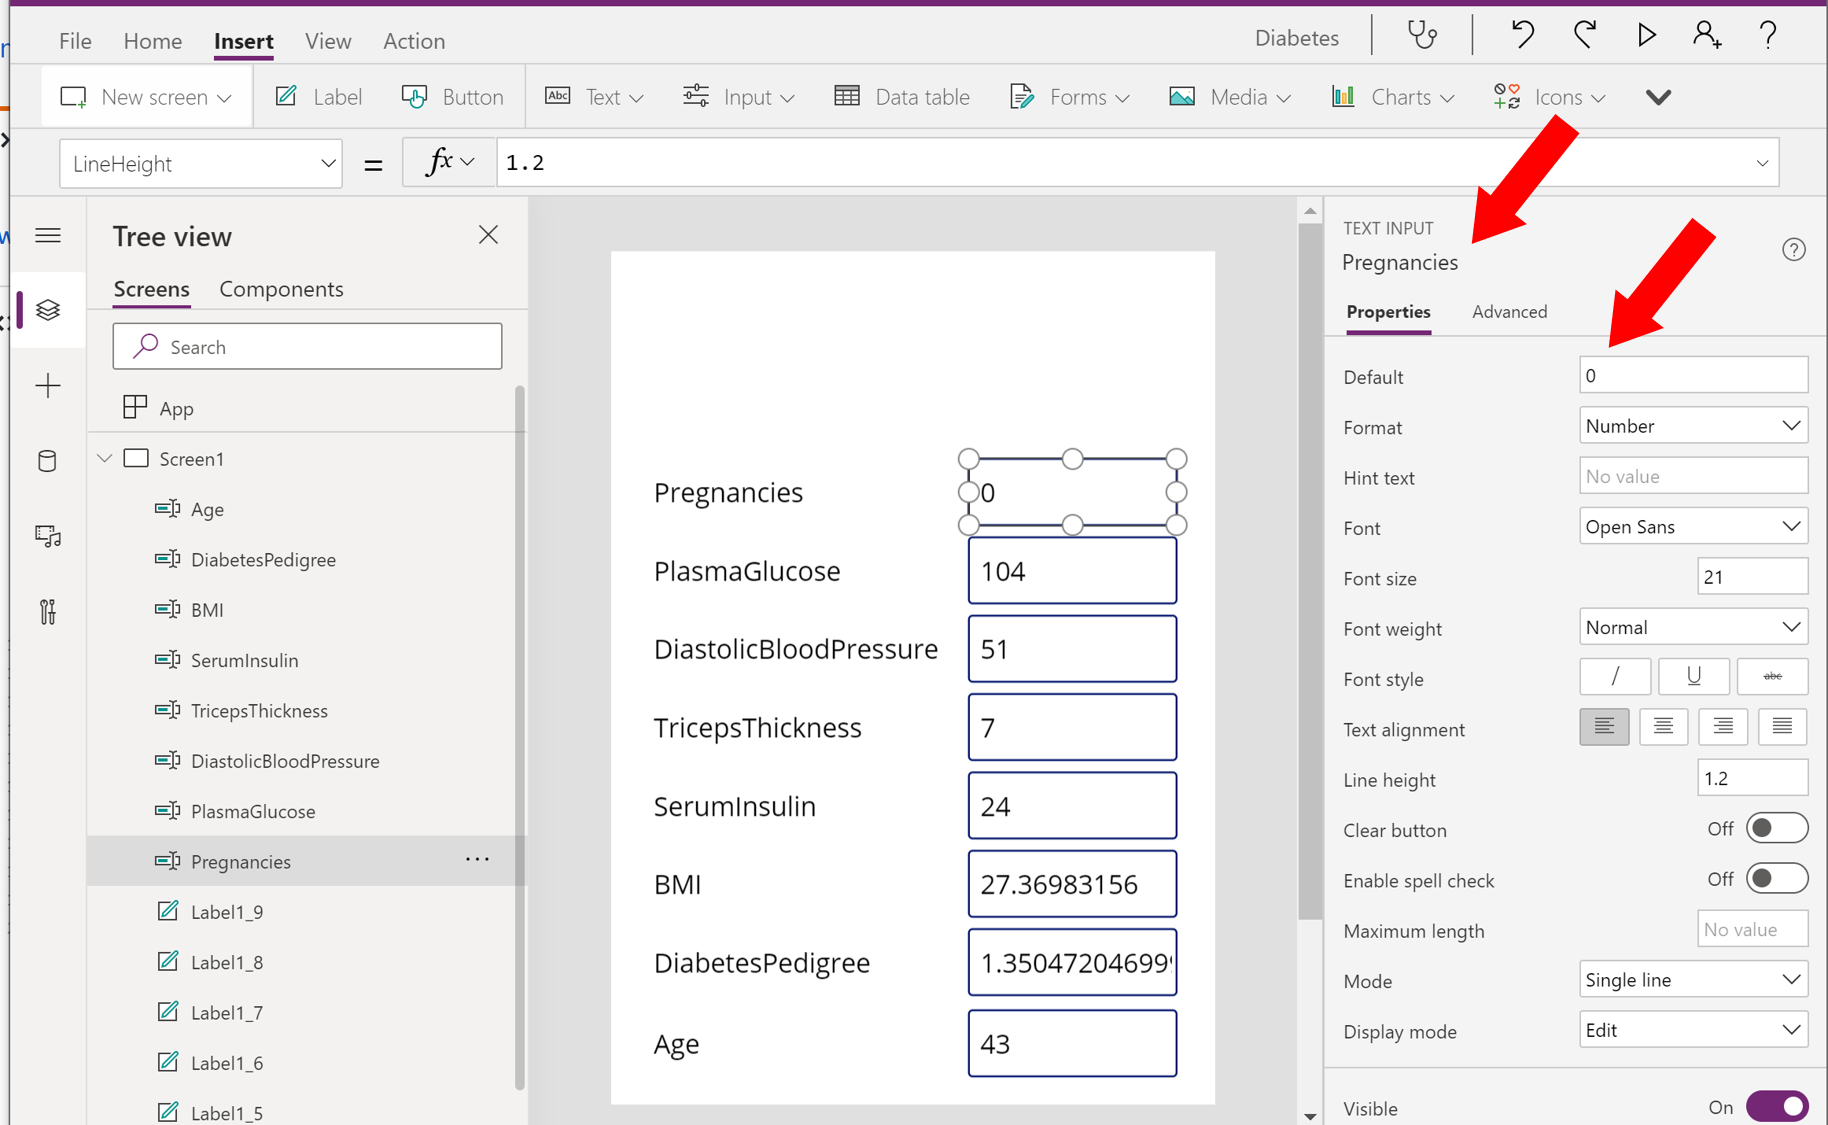 File Home Insert View Action Diabetes
New screen Label Button Abc Text Input Data table Forms Media Charts Icons
LineHeight = fx 1.2
Tree view
Screens Components
Search
App
Screen1
Age
DiabetesPedigree
BMI
SerumInsulin
TricepsThickness
DiastolicBloodPressure
PlasmaGlucose
Pregnancies ...
Label1_9
Label1_8
Label1_7
Label1_6
Label1_5
Pregnancies 0
PlasmaGlucose 104
DiastolicBloodPressure 51
TricepsThickness 7
SerumInsulin 24
BMI 27.36983156
DiabetesPedigree 1.350472046999
Age 43
TEXT INPUT
Pregnancies
Properties Advanced
Default 0
Format Number
Hint text No value
Font Open Sans
Font size 21
Font weight Normal
Font style / U abc
Text alignment
Line height 1.2
Clear button Off
Enable spell check Off
Maximum length No value
Mode Single line
Display mode Edit
Visible On